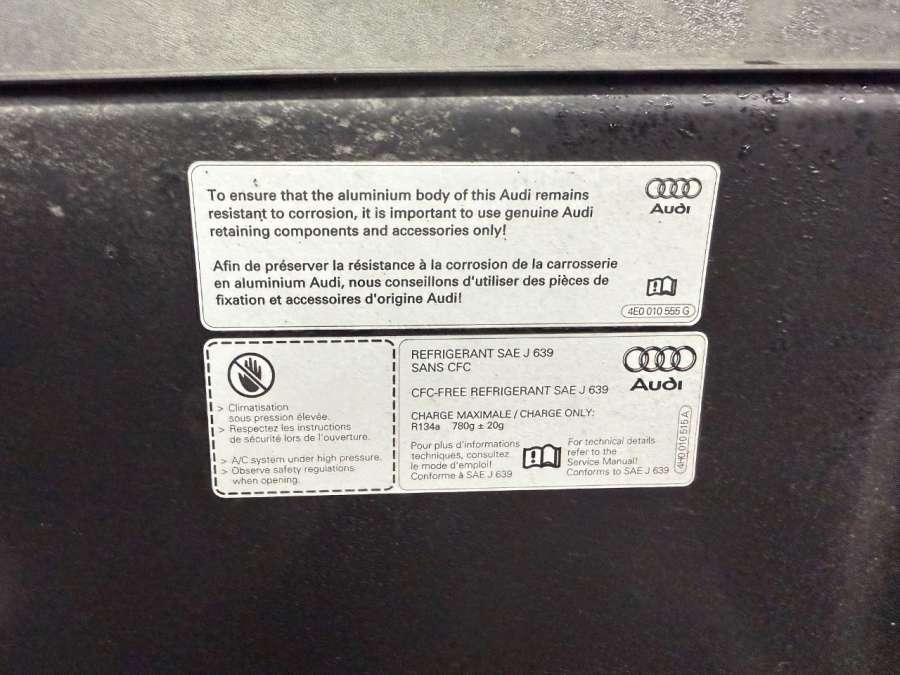 To ensure that the aluminium body of this Audi remains
resistant to corrosion, it is important to use genuine Audi
retaining components and accessories only!
Audi
Afin de préserver la résistance à la corrosion de la carrosserie
en aluminium Audi, nous conseillons d'utiliser des pièces de
fixation et accessoires d'origine Audi!
4E0 010 555 G
> Climatisation
sous pression élevée.
> Respectez les instructions
de sécurité lors de l'ouverture.
> A/C system under high pressure.
> Observe safety regulations
when opening.
REFRIGERANT SAE J 639
SANS CFC
CFC-FREE REFRIGERANT SAE J 639
Audi
CHARGE MAXIMALE / CHARGE ONLY:
R134a 780g ± 20g
Pour plus d'informations
techniques, consultez
le mode d'emploi!
Conforme à SAE J 639
For technical details
refer to the
Service Manual!
Conforms to SAE J 639
4H0 010 515 A